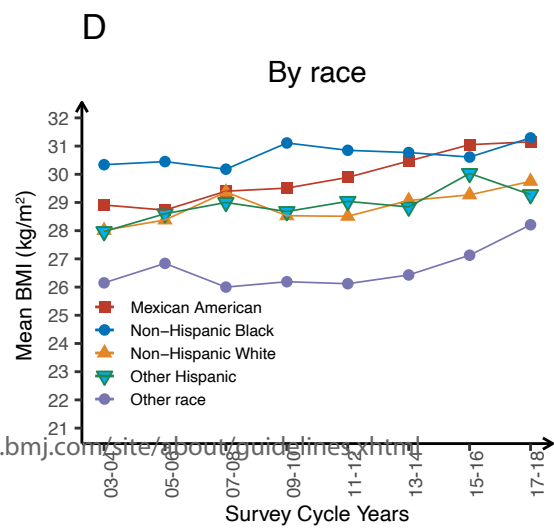 D
By race
32
31
30
29
28
27
26
25
24
23
22
21
Mean BMI (kg/m²)
Mexican American
Non−Hispanic Black
Non−Hispanic White
Other Hispanic
Other race
.bmj.com/site/about/guidelines.xhtml
03-04
05-06
07-08
09-10
11-12
13-14
15-16
17-18
Survey Cycle Years